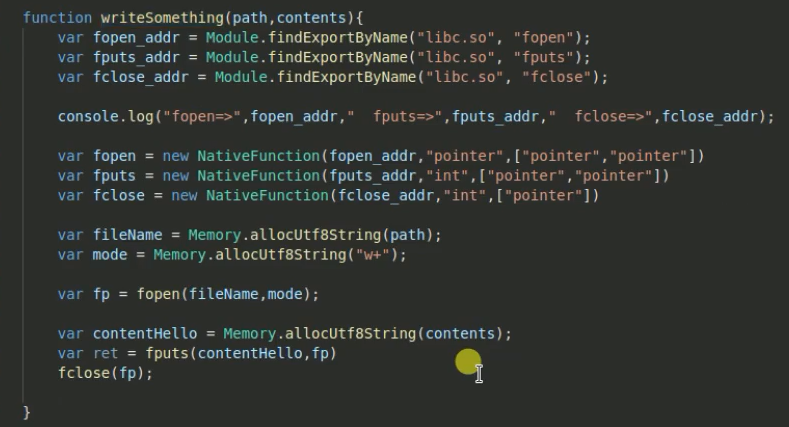 function writeSomething(path,contents){
    var fopen_addr = Module.findExportByName("libc.so", "fopen");
    var fputs_addr = Module.findExportByName("libc.so", "fputs");
    var fclose_addr = Module.findExportByName("libc.so", "fclose");
    console.log("fopen=>",fopen_addr,"  fputs=>",fputs_addr,"  fclose=>",fclose_addr);
    var fopen = new NativeFunction(fopen_addr,"pointer",["pointer","pointer"])
    var fputs = new NativeFunction(fputs_addr,"int",["pointer","pointer"])
    var fclose = new NativeFunction(fclose_addr,"int",["pointer"])
    var fileName = Memory.allocUtf8String(path);
    var mode = Memory.allocUtf8String("w+");
    var fp = fopen(fileName,mode);
    var contentHello = Memory.allocUtf8String(contents);
    var ret = fputs(contentHello,fp)
    fclose(fp);
}